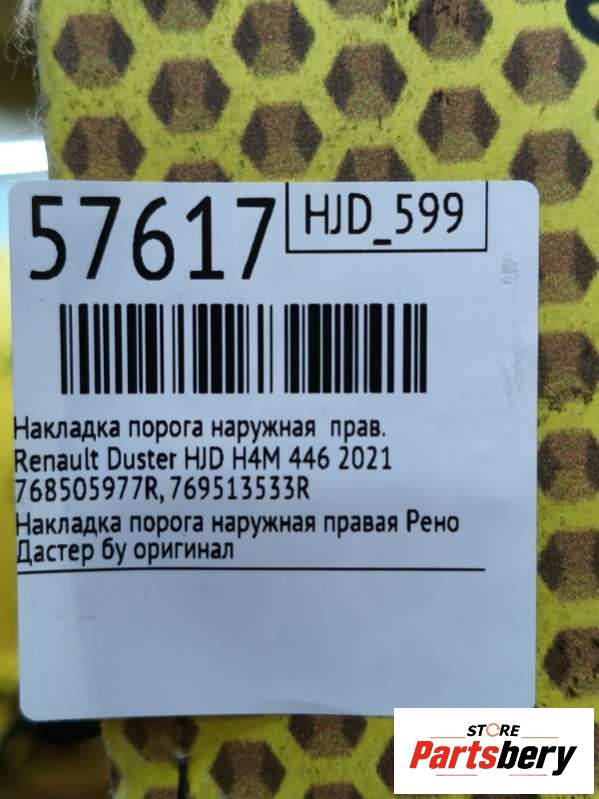 57617
HJD_599
Накладка порога наружная прав.
Renault Duster HJD H4M 446 2021
768505977R, 769513533R
Накладка порога наружная правая Рено
Дастер бу оригинал
STORE
Partsbery